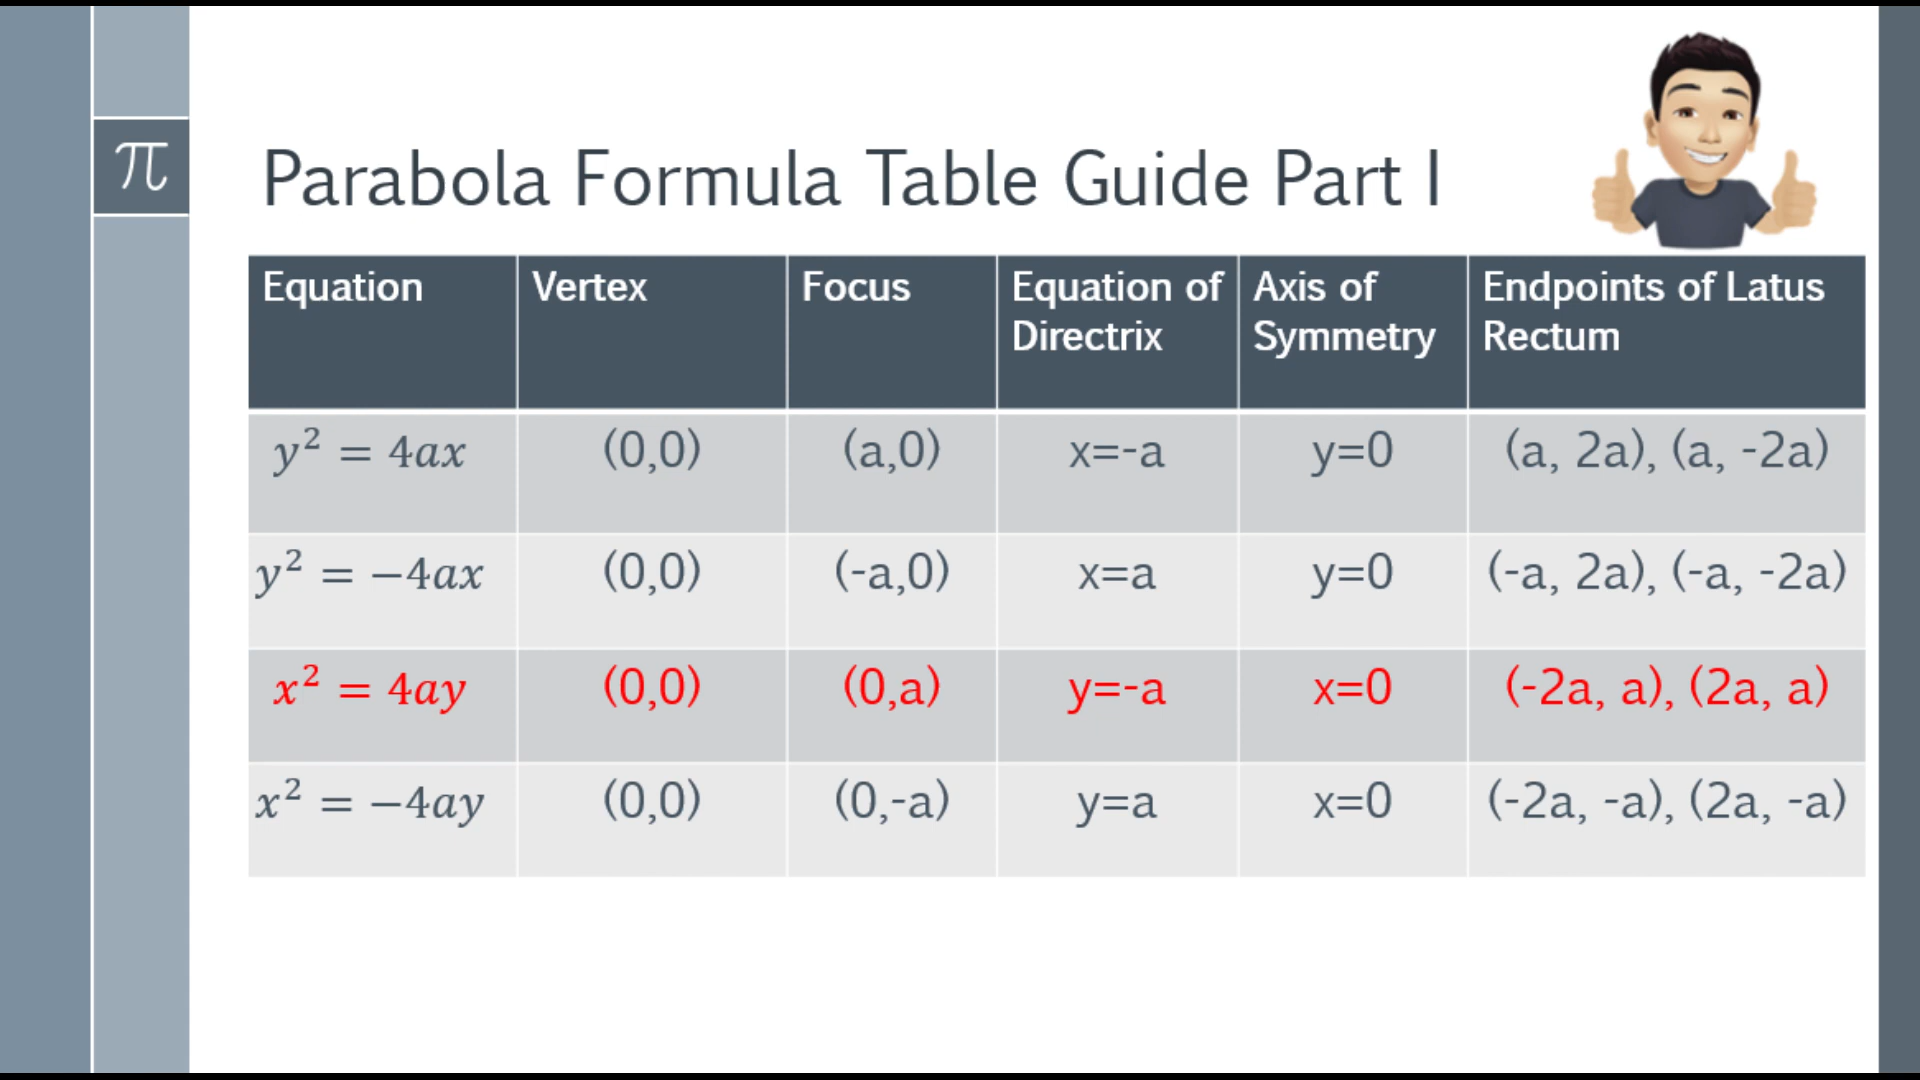 π
Parabola Formula Table Guide Part I
Equation Vertex Focus Equation of Directrix Axis of Symmetry Endpoints of Latus Rectum
y² = 4ax (0,0) (a,0) x=-a y=0 (a, 2a), (a, -2a)
y² = −4ax (0,0) (-a,0) x=a y=0 (-a, 2a), (-a, -2a)
x² = 4ay (0,0) (0,a) y=-a x=0 (-2a, a), (2a, a)
x² = −4ay (0,0) (0,-a) y=a x=0 (-2a, -a), (2a, -a)